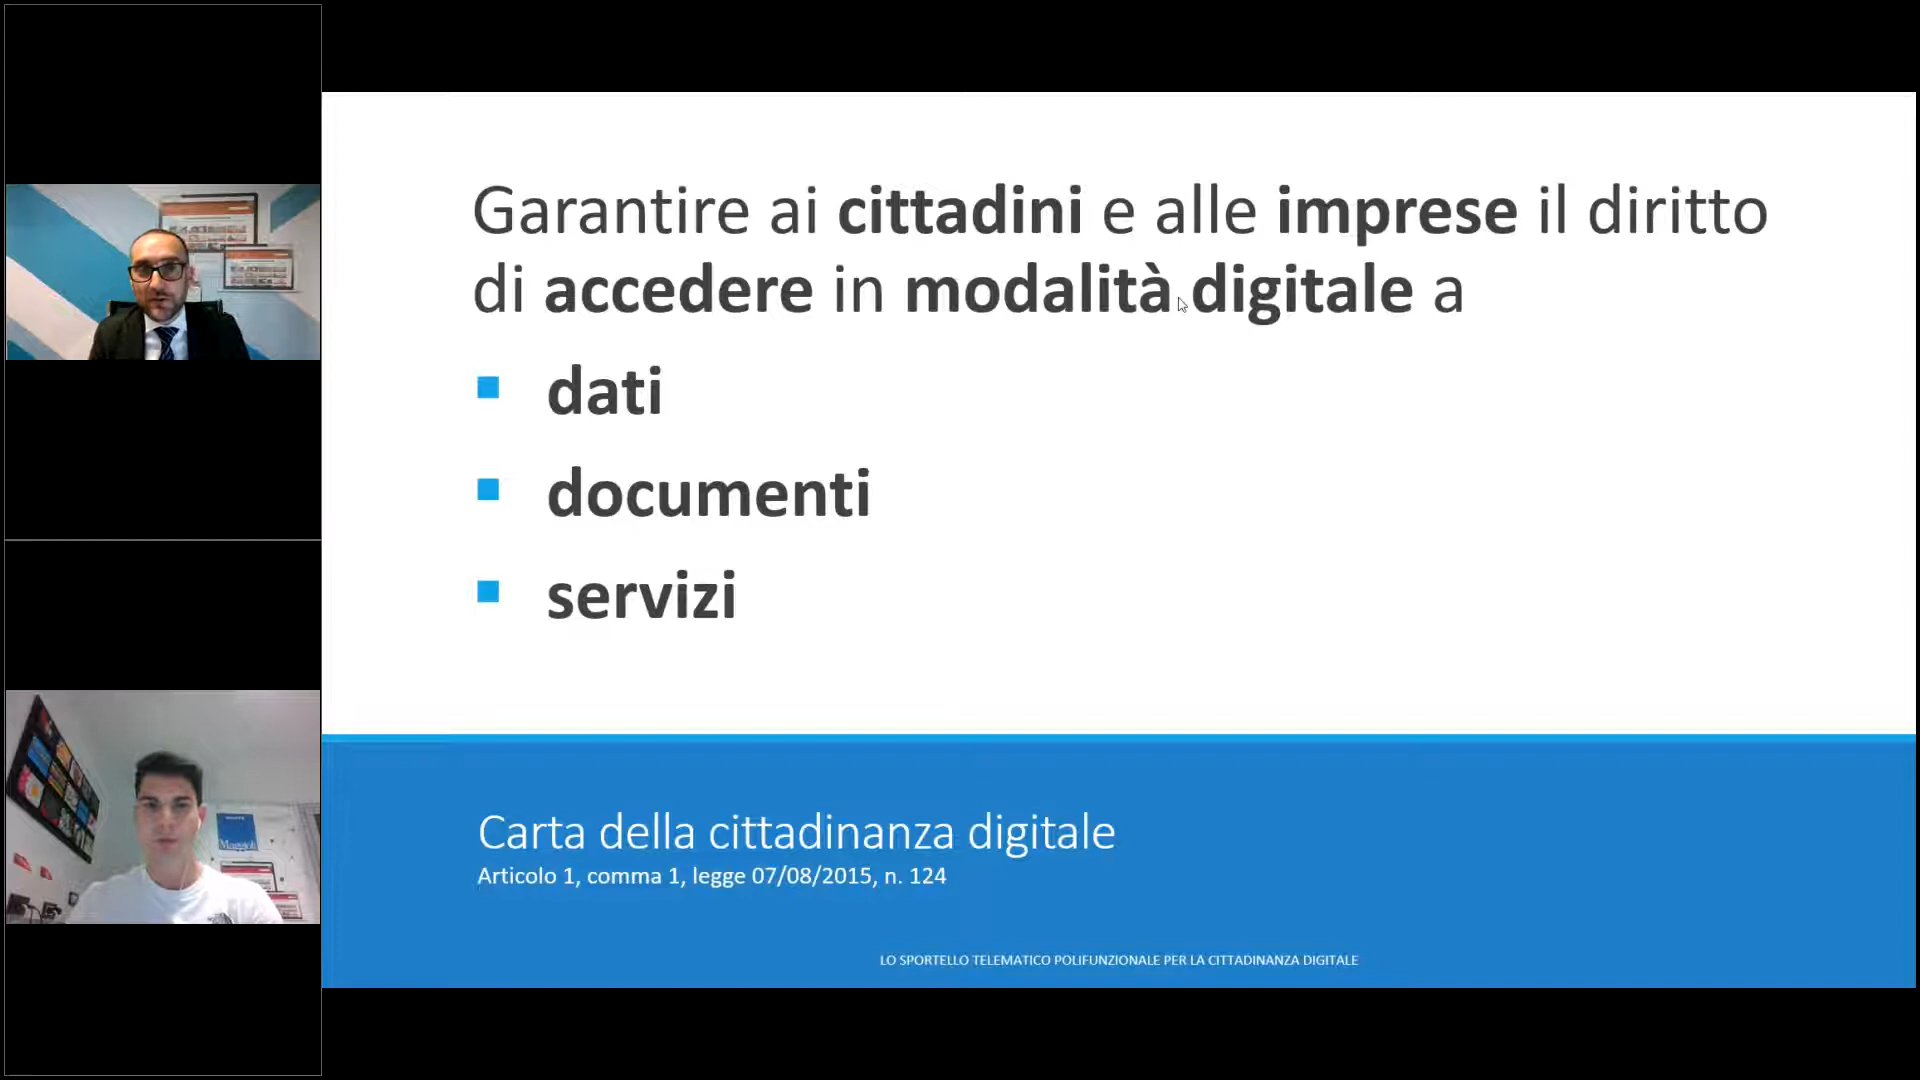 Garantire ai cittadini e alle imprese il diritto
di accedere in modalità digitale a
dati
documenti
servizi
Carta della cittadinanza digitale
Articolo 1, comma 1, legge 07/08/2015, n. 124
LO SPORTELLO TELEMATICO POLIFUNZIONALE PER LA CITTADINANZA DIGITALE
Maggioli